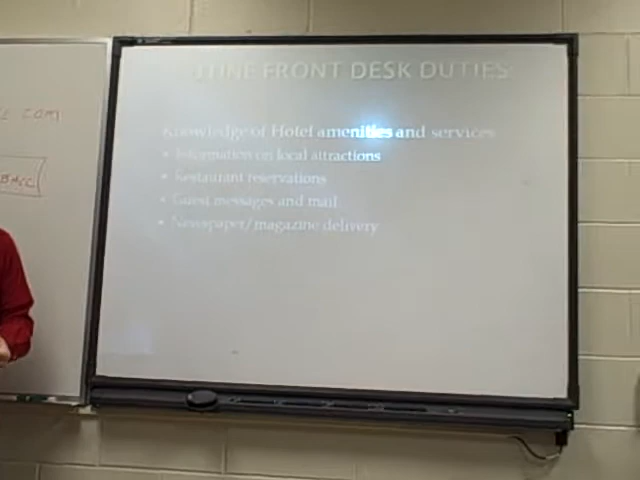 com
FRONT DESK DUTIES
Knowledge of Hotel amenities and services
• Information on local attractions
• Restaurant reservations
• Guest messages and mail
• Newspaper/magazine delivery